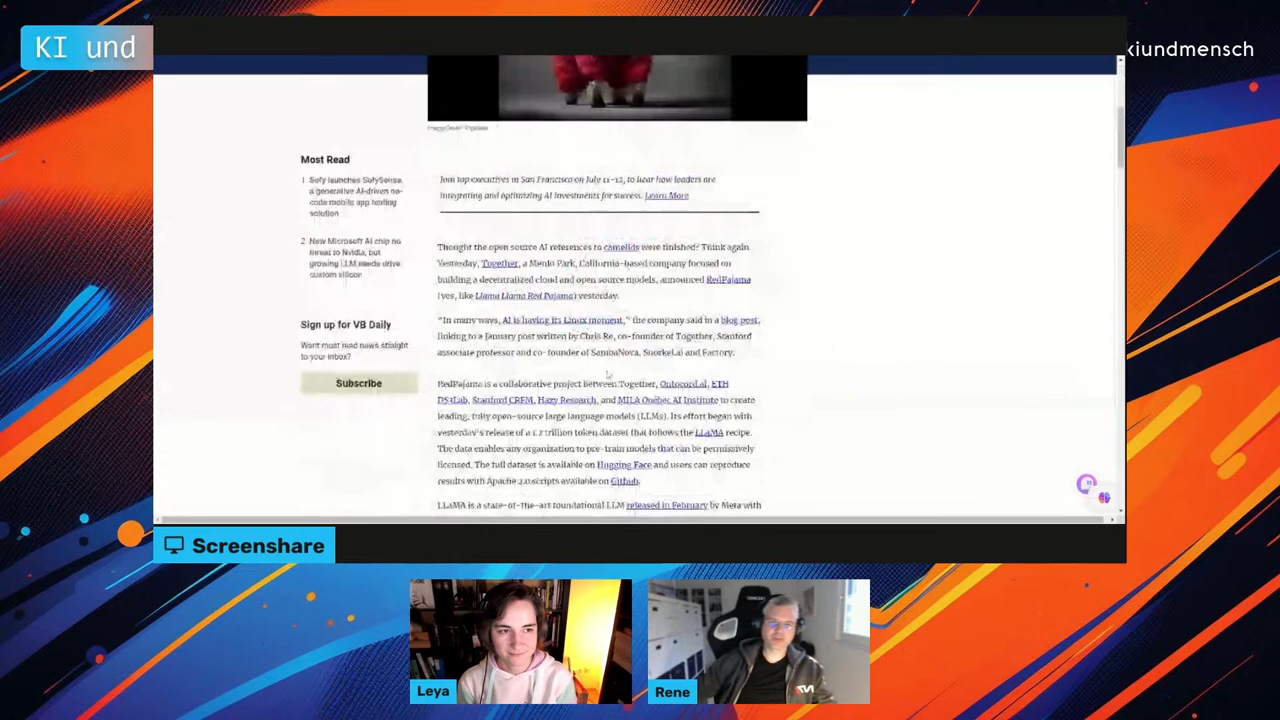 KI und
kiundmensch
Most Read
1 Sofy launches SofySense,
a generative AI-driven no-
code mobile app testing
solution
2 New Microsoft AI chip no
threat to Nvidia, but
growing LLM needs drive
custom silicon
Sign up for VB Daily
Want must read news straight
to your inbox?
Subscribe
Join top executives in San Francisco on July 11-12, to hear how leaders are
integrating and optimizing AI investments for success. Learn More
Thought the open source AI references to camelids were finished? Think again.
Yesterday, Together, a Menlo Park, California-based company focused on
building a decentralized cloud and open source models, announced RedPajama
(yes, like Llama Llama Red Pajama) yesterday.
“In many ways, AI is having its Linux moment,” the company said in a blog post,
linking to a January post written by Chris Re, co-founder of Together, Stanford
associate professor and co-founder of SambaNova, Snorkel.ai and Factory.
RedPajama is a collaborative project between Together, Ontocord.ai, ETH
DS3Lab, Stanford CRFM, Hazy Research, and MILA Québec AI Institute to create
leading, fully open-source large language models (LLMs). Its effort began with
yesterday's release of a 1.2 trillion token dataset that follows the LLaMA recipe.
The data enables any organization to pre-train models that can be permissively
licensed. The full dataset is available on Hugging Face and users can reproduce
results with Apache 2.0 scripts available on Github.
LLaMA is a state-of-the-art foundational LLM released in February by Meta with
Screenshare
Leya
Rene